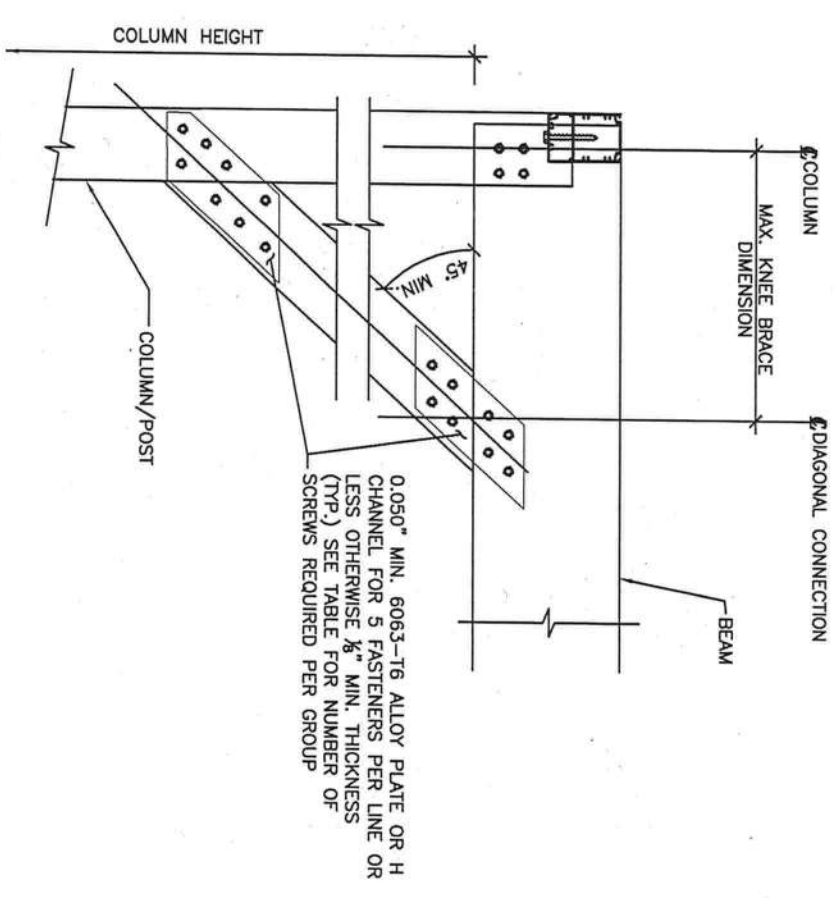 COLUMN HEIGHT
℄ COLUMN
MAX. KNEE BRACE
DIMENSION
℄ DIAGONAL CONNECTION
BEAM
45° MIN.
COLUMN/POST
0.050" MIN. 6063-T6 ALLOY PLATE OR H
CHANNEL FOR 5 FASTENERS PER LINE OR
LESS OTHERWISE ⅛" MIN. THICKNESS
(TYP.) SEE TABLE FOR NUMBER OF
SCREWS REQUIRED PER GROUP